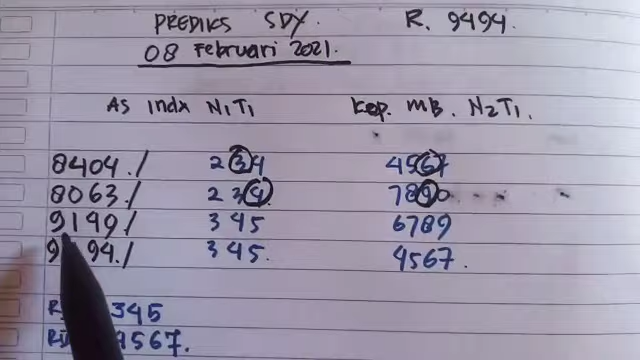 PREDIKS SDY. R. 9494.
08 Februari 2021.
As Indx N1T1 Kep. MB. N2T1.
8404./ 234 4567
8063./ 234 7890
9149/ 345 6789
94./ 345 4567.
345
4567.